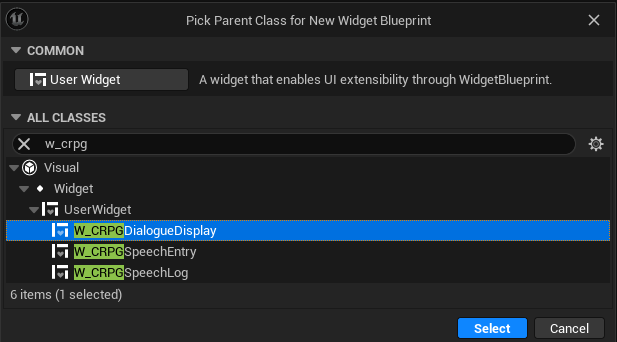 Pick Parent Class for New Widget Blueprint
COMMON
User Widget A widget that enables UI extensibility through WidgetBlueprint.
ALL CLASSES
w_crpg
Visual
Widget
UserWidget
W_CRPGDialogueDisplay
W_CRPGSpeechEntry
W_CRPGSpeechLog
6 items (1 selected)
Select Cancel